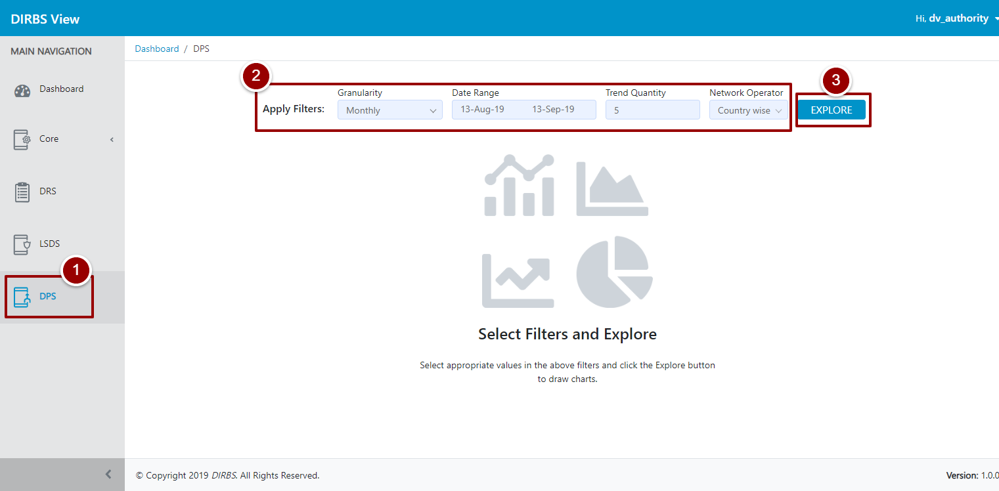 DIRBS View
Hi, dv_authority
MAIN NAVIGATION
Dashboard / DPS
Dashboard
Core
DRS
LSDS
1
DPS
2
3
Granularity
Date Range
Trend Quantity
Network Operator
Apply Filters:
Monthly
13-Aug-19 13-Sep-19
5
Country wise
EXPLORE
Select Filters and Explore
Select appropriate values in the above filters and click the Explore button
to draw charts.
© Copyright 2019 DIRBS. All Rights Reserved.
Version: 1.0.0